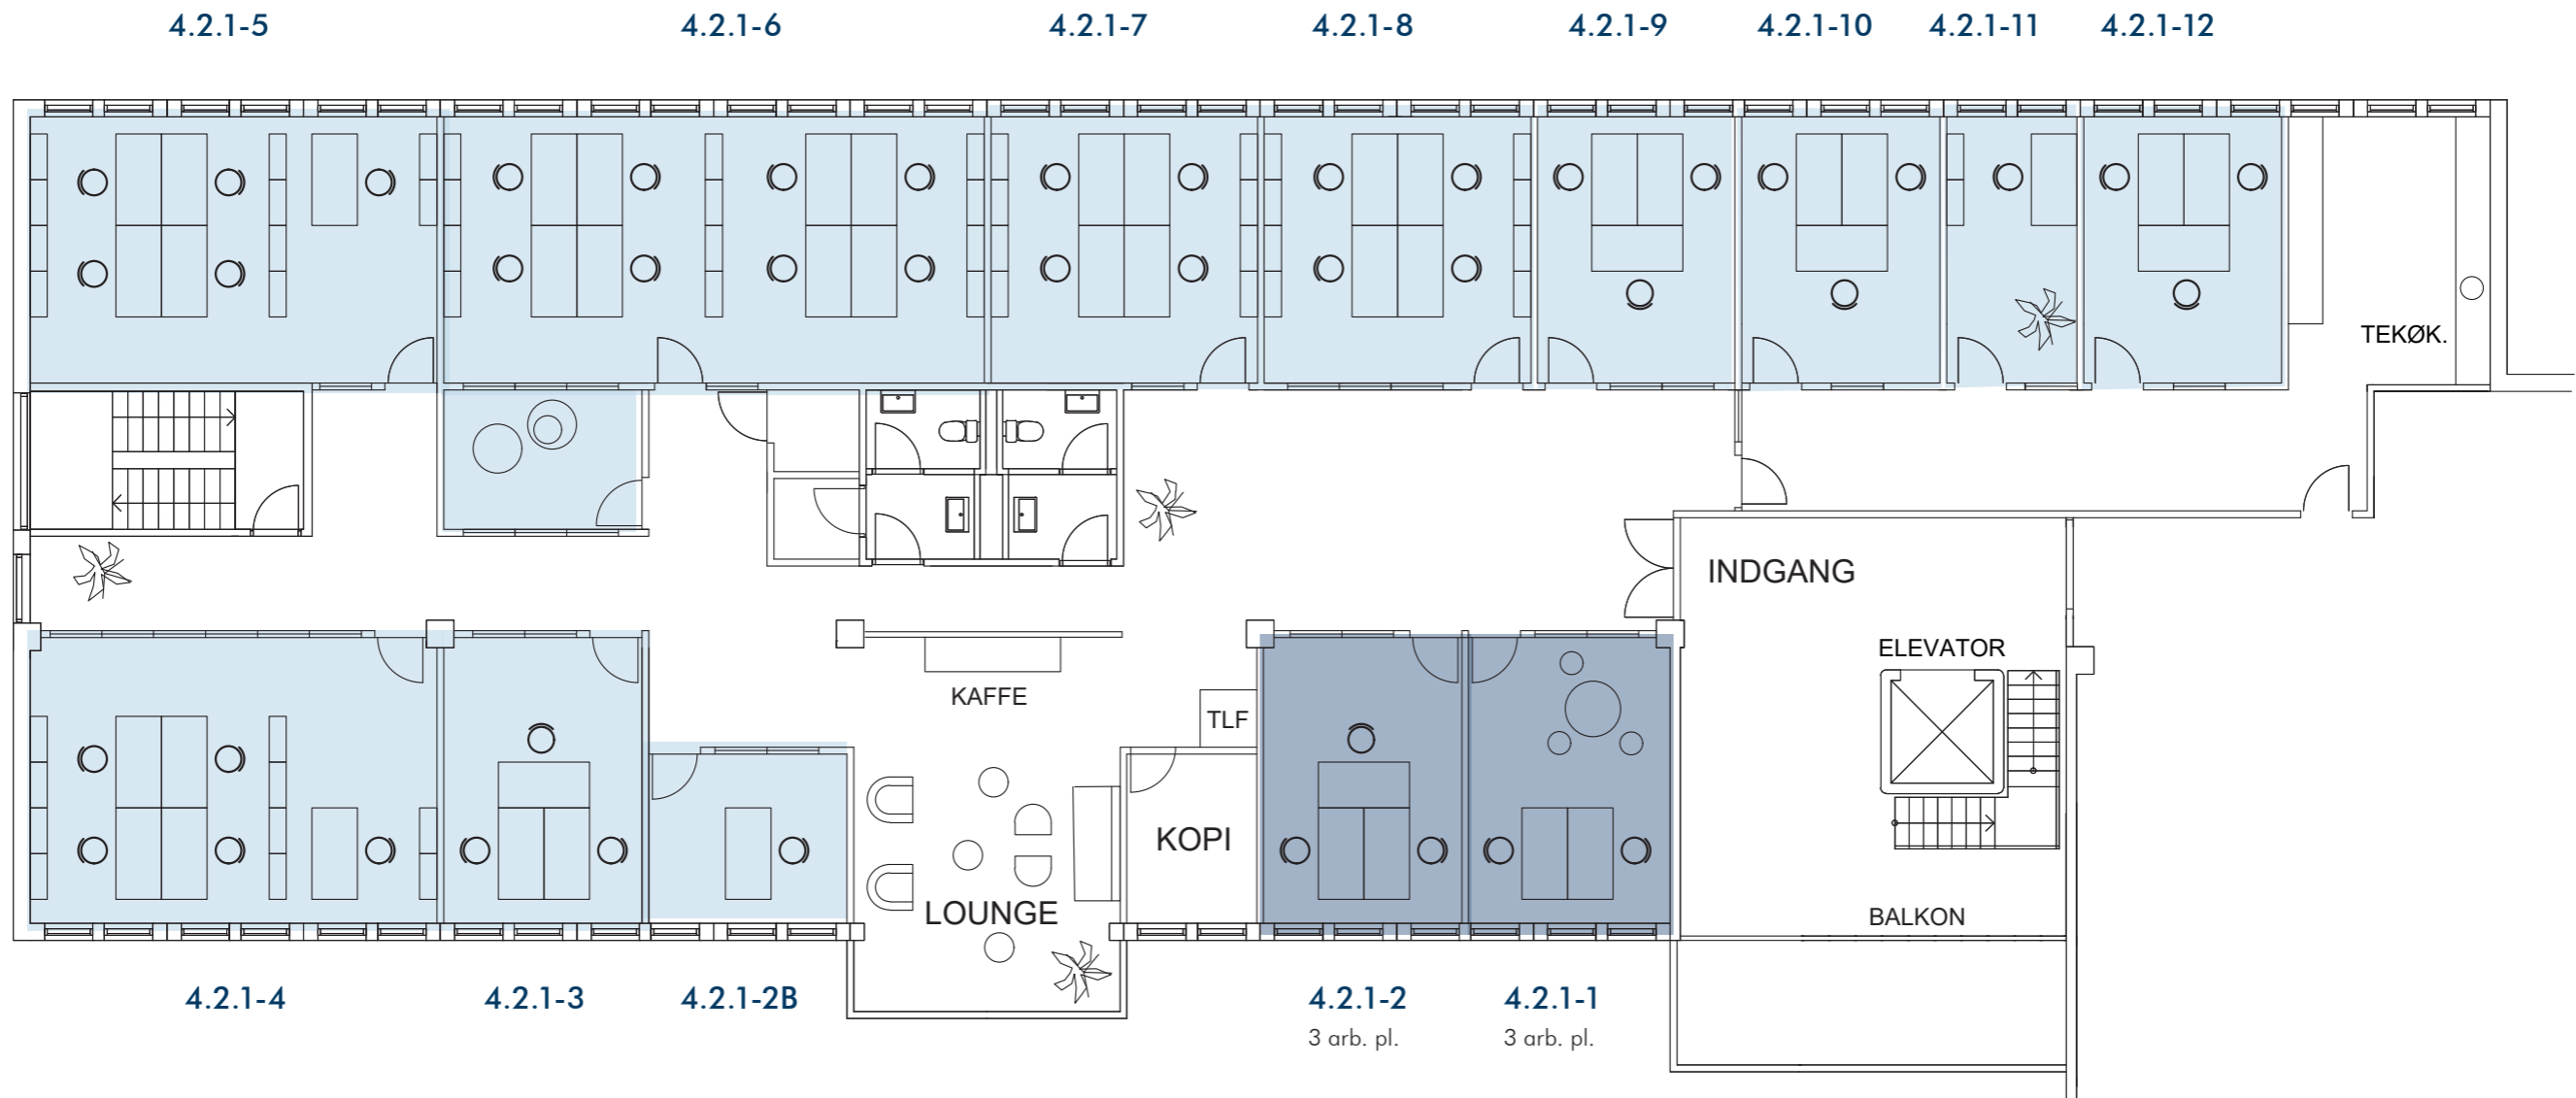 4.2.1-5
4.2.1-6
4.2.1-7
4.2.1-8
4.2.1-9
4.2.1-10
4.2.1-11
4.2.1-12
TEKØK.
INDGANG
ELEVATOR
KAFFE
TLF
KOPI
LOUNGE
BALKON
4.2.1-4
4.2.1-3
4.2.1-2B
4.2.1-2
3 arb. pl.
4.2.1-1
3 arb. pl.